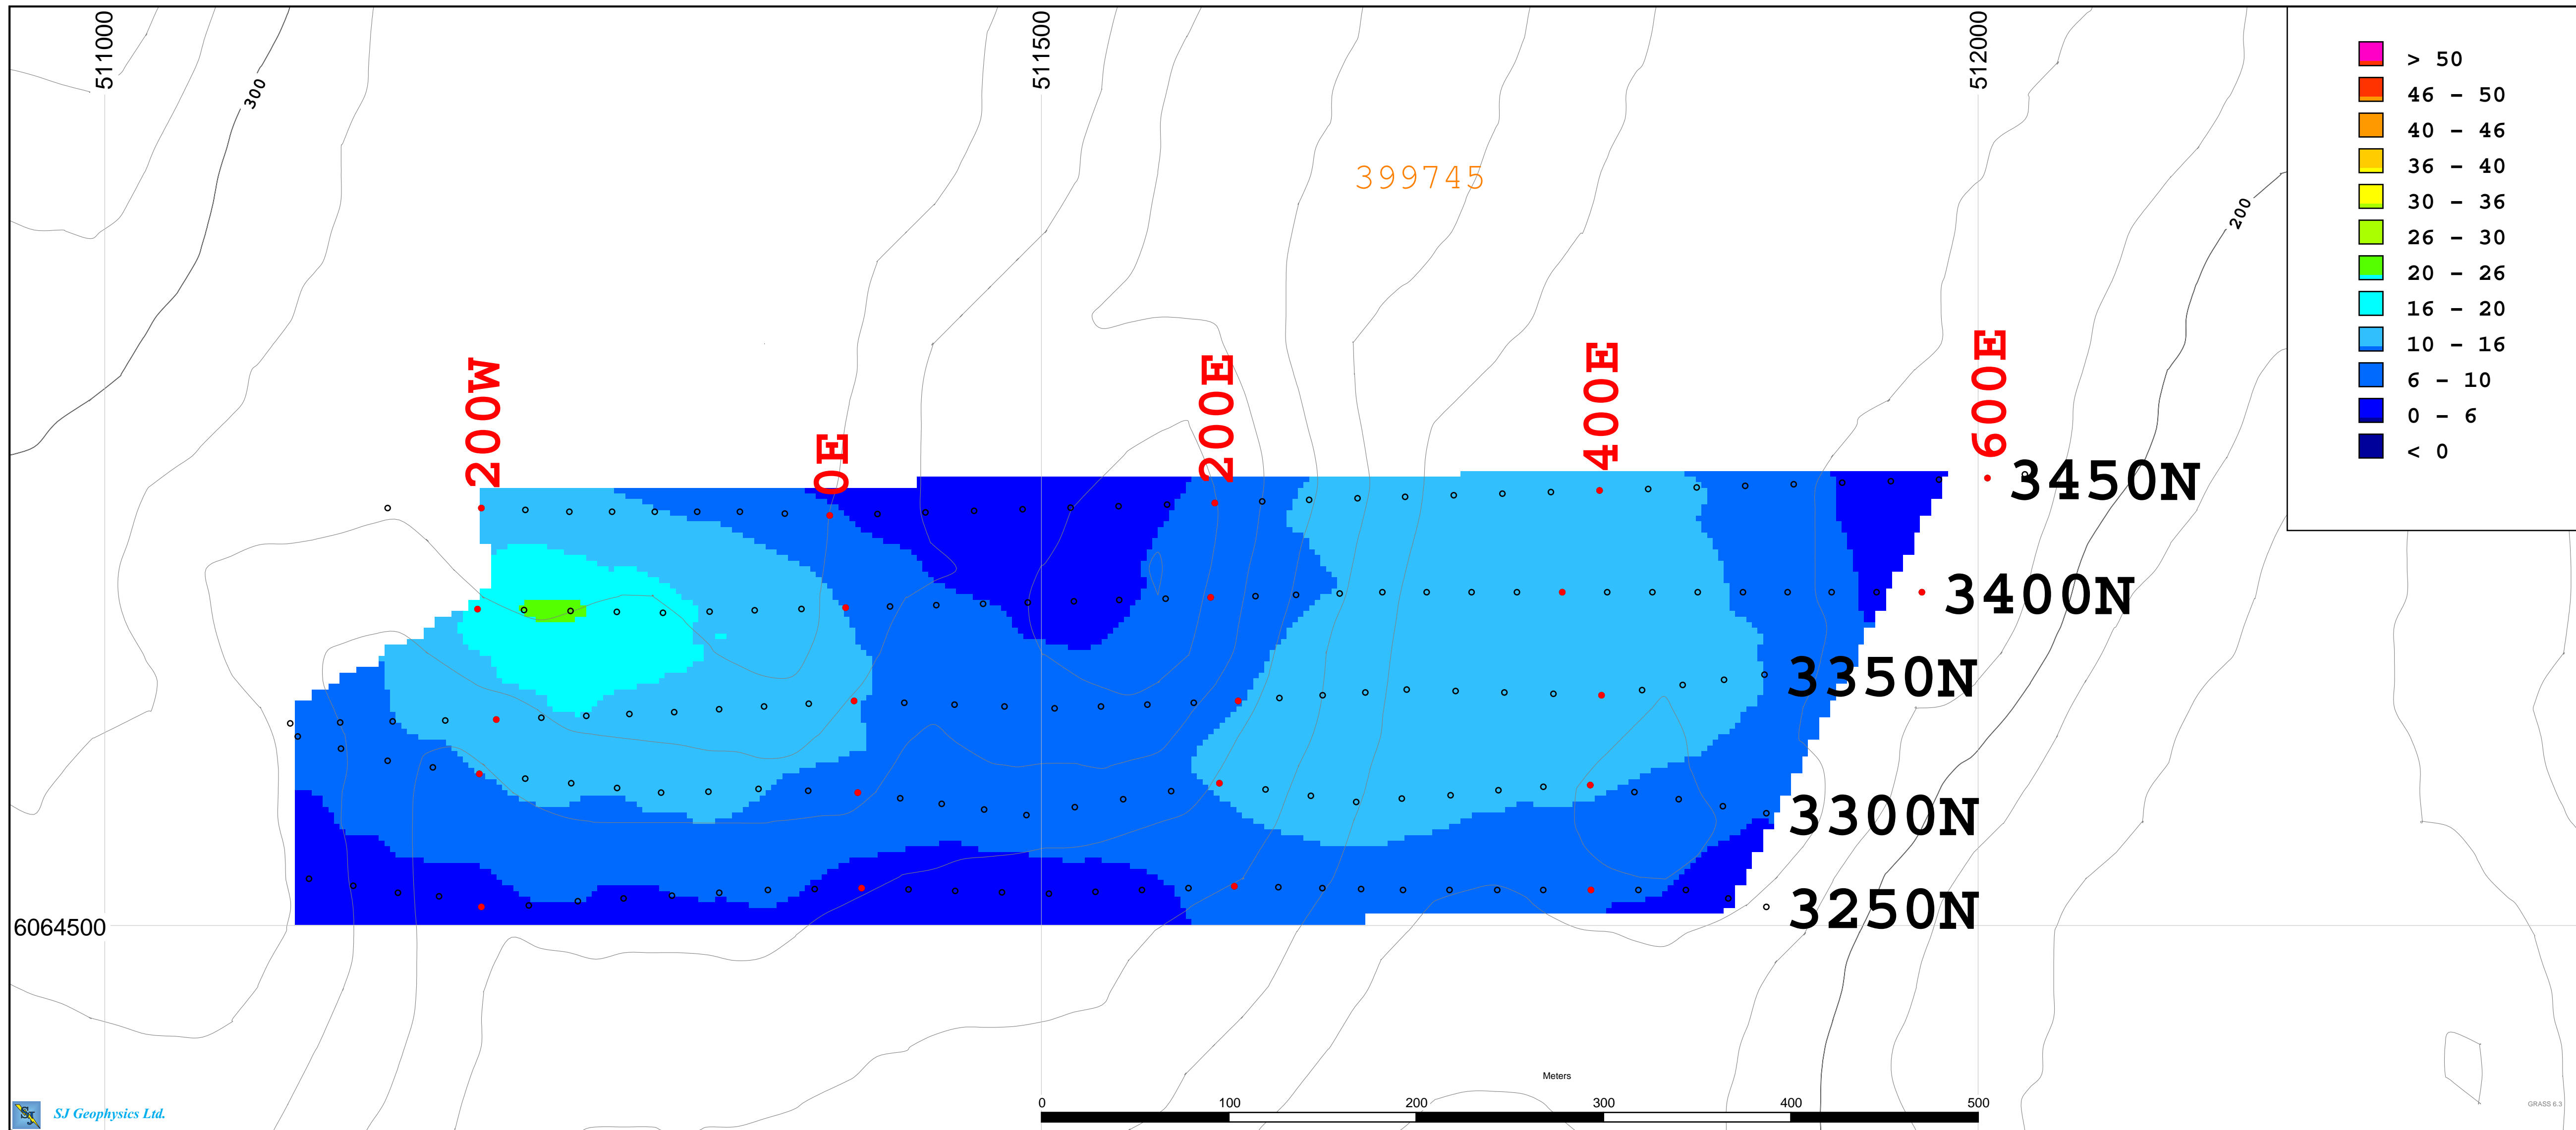 511000
511500
512000
300
200
399745
> 50
46 - 50
40 - 46
36 - 40
30 - 36
26 - 30
20 - 26
16 - 20
10 - 16
6 - 10
0 - 6
< 0
200W
0E
200E
400E
600E
3450N
3400N
3350N
3300N
3250N
6064500
Meters
0 100 200 300 400 500
SJ
SJ Geophysics Ltd.
GRASS 6.3